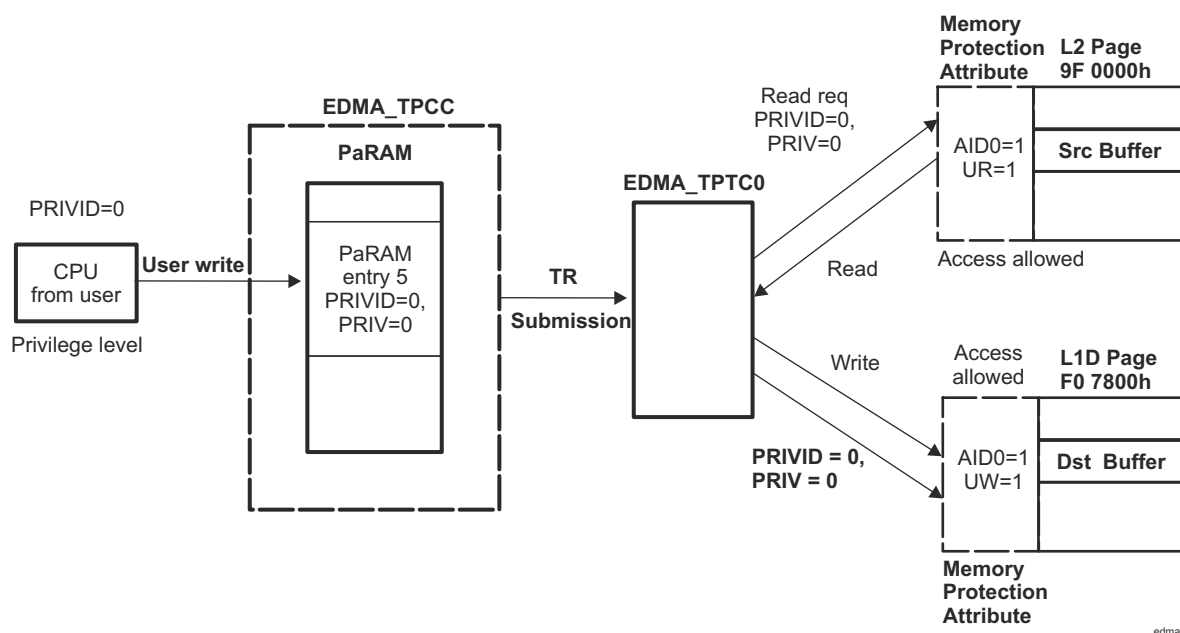 PRIVID=0
CPU
from user
Privilege level
User write
EDMA_TPCC
PaRAM
PaRAM
entry 5
PRIVID=0,
PRIV=0
TR
Submission
EDMA_TPTC0
Read req
PRIVID=0,
PRIV=0
Read
Write
PRIVID = 0,
PRIV = 0
Memory
Protection
Attribute
L2 Page
9F 0000h
AID0=1
UR=1
Src Buffer
Access allowed
Access
allowed
L1D Page
F0 7800h
AID0=1
UW=1
Dst Buffer
Memory
Protection
Attribute
edma